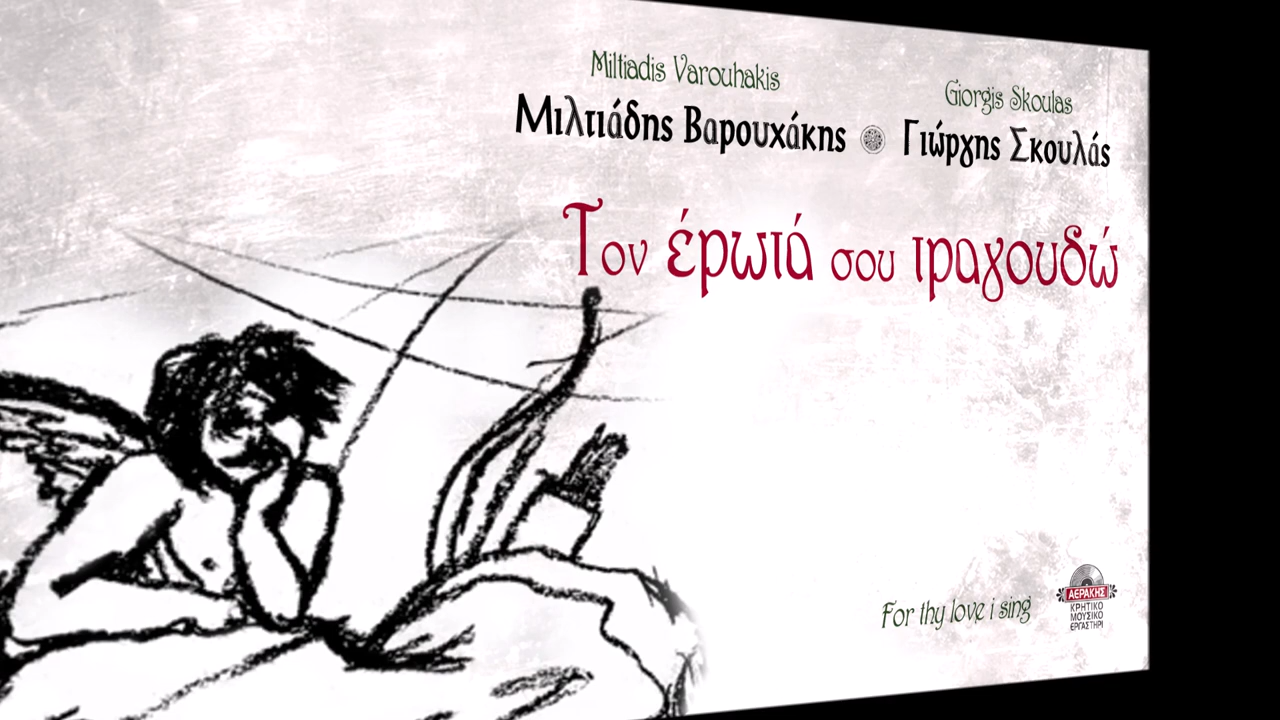 Miltiadis Varouhakis
Giorgis Skoulas
Μιλτιάδης Βαρουχάκης
Γιώργης Σκουλάς
Τον έρωτά σου τραγουδώ
For thy love i sing
ΑΕΡΑΚΗΣ
ΚΡΗΤΙΚΟ
ΜΟΥΣΙΚΟ
ΕΡΓΑΣΤΗΡΙ